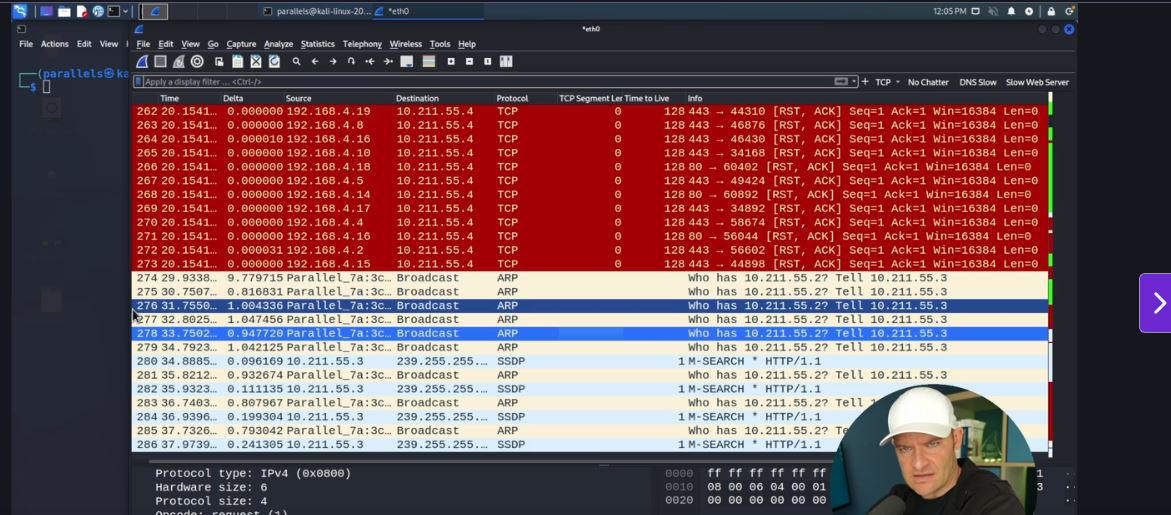 parallels@kali-linux-20...
*eth0
12:05 PM
*eth0
File Actions Edit View
File Edit View Go Capture Analyze Statistics Telephony Wireless Tools Help
(parallels㉿ka
$
Apply a display filter ... <Ctrl-/>
+ TCP No Chatter DNS Slow Slow Web Server
Time Delta Source Destination Protocol TCP Segment Len Time to Live Info
262 20.1541… 0.000000 192.168.4.19 10.211.55.4 TCP 0 128 443 → 44310 [RST, ACK] Seq=1 Ack=1 Win=16384 Len=0
263 20.1541… 0.000000 192.168.4.8 10.211.55.4 TCP 0 128 443 → 46876 [RST, ACK] Seq=1 Ack=1 Win=16384 Len=0
264 20.1541… 0.000010 192.168.4.16 10.211.55.4 TCP 0 128 443 → 46430 [RST, ACK] Seq=1 Ack=1 Win=16384 Len=0
265 20.1541… 0.000000 192.168.4.10 10.211.55.4 TCP 0 128 443 → 34168 [RST, ACK] Seq=1 Ack=1 Win=16384 Len=0
266 20.1541… 0.000000 192.168.4.18 10.211.55.4 TCP 0 128 80 → 60402 [RST, ACK] Seq=1 Ack=1 Win=16384 Len=0
267 20.1541… 0.000000 192.168.4.5 10.211.55.4 TCP 0 128 443 → 49424 [RST, ACK] Seq=1 Ack=1 Win=16384 Len=0
268 20.1541… 0.000000 192.168.4.14 10.211.55.4 TCP 0 128 80 → 60892 [RST, ACK] Seq=1 Ack=1 Win=16384 Len=0
269 20.1541… 0.000000 192.168.4.17 10.211.55.4 TCP 0 128 443 → 34892 [RST, ACK] Seq=1 Ack=1 Win=16384 Len=0
270 20.1541… 0.000000 192.168.4.4 10.211.55.4 TCP 0 128 443 → 58674 [RST, ACK] Seq=1 Ack=1 Win=16384 Len=0
271 20.1541… 0.000000 192.168.4.16 10.211.55.4 TCP 0 128 80 → 56044 [RST, ACK] Seq=1 Ack=1 Win=16384 Len=0
272 20.1541… 0.000031 192.168.4.2 10.211.55.4 TCP 0 128 443 → 56602 [RST, ACK] Seq=1 Ack=1 Win=16384 Len=0
273 20.1541… 0.000000 192.168.4.15 10.211.55.4 TCP 0 128 443 → 44898 [RST, ACK] Seq=1 Ack=1 Win=16384 Len=0
274 29.9338… 9.779715 Parallel_7a:3c… Broadcast ARP Who has 10.211.55.2? Tell 10.211.55.3
275 30.7507… 0.816831 Parallel_7a:3c… Broadcast ARP Who has 10.211.55.2? Tell 10.211.55.3
276 31.7550… 1.004336 Parallel_7a:3c… Broadcast ARP Who has 10.211.55.2? Tell 10.211.55.3
277 32.8025… 1.047456 Parallel_7a:3c… Broadcast ARP Who has 10.211.55.2? Tell 10.211.55.3
278 33.7502… 0.947720 Parallel_7a:3c… Broadcast ARP Who has 10.211.55.2? Tell 10.211.55.3
279 34.7923… 1.042125 Parallel_7a:3c… Broadcast ARP Who has 10.211.55.2? Tell 10.211.55.3
280 34.8885… 0.096169 10.211.55.3 239.255.255.… SSDP 1 M-SEARCH * HTTP/1.1
281 35.8212… 0.932674 Parallel_7a:3c… Broadcast ARP Who has 10.211.55.2? Tell 10.211.55.3
282 35.9323… 0.111135 10.211.55.3 239.255.255.… SSDP 1 M-SEARCH * HTTP/1.1
283 36.7403… 0.807967 Parallel_7a:3c… Broadcast ARP Who has 10.211.55.2? Tell
284 36.9396… 0.199304 10.211.55.3 239.255.255.… SSDP 1 M-SEARCH * HTTP/1.1
285 37.7326… 0.793042 Parallel_7a:3c… Broadcast ARP Who has 10.211.55.2?
286 37.9739… 0.241305 10.211.55.3 239.255.255.… SSDP 1 M-SEARCH * HTTP/1.1
Protocol type: IPv4 (0x0800) 0000 ff ff ff ff ff ff
Hardware size: 6 0010 08 00 06 04 00 01
Protocol size: 4 0020 00 00 00 00 00 00
Opcode: request (1)